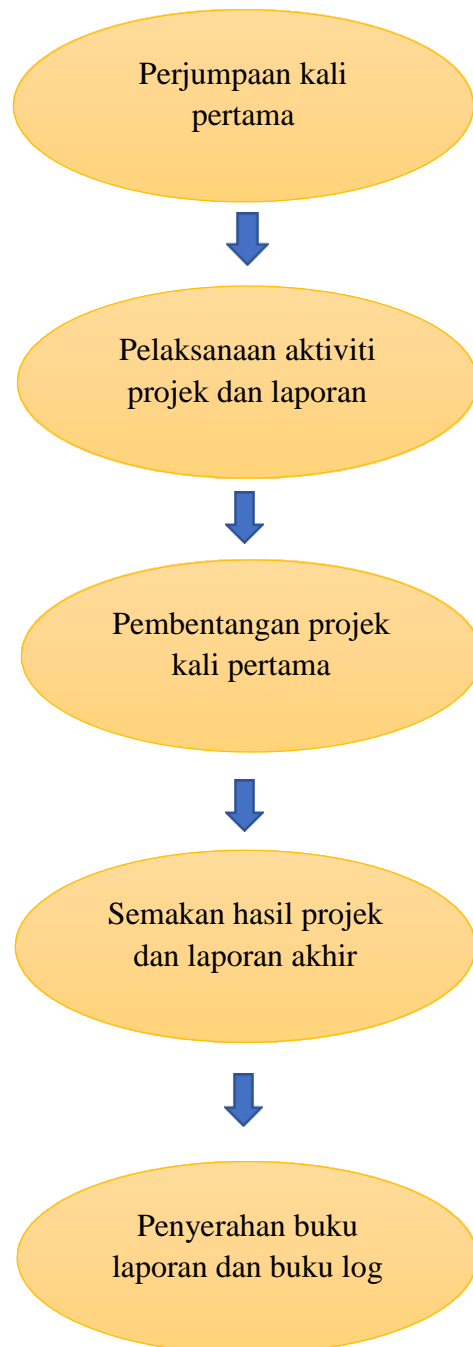 Perjumpaan kali
pertama
Pelaksanaan aktiviti
projek dan laporan
Pembentangan projek
kali pertama
Semakan hasil projek
dan laporan akhir
Penyerahan buku
laporan dan buku log